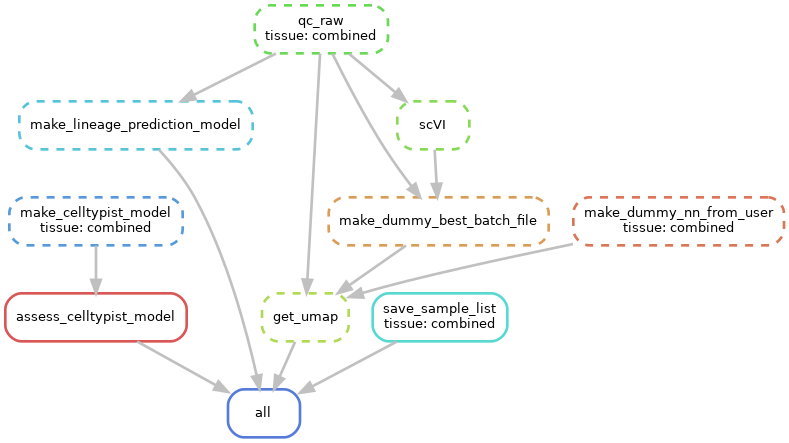 qc_raw
tissue: combined
make_lineage_prediction_model
scVI
make_celltypist_model
tissue: combined
make_dummy_best_batch_file
make_dummy_nn_from_user
tissue: combined
assess_celltypist_model
get_umap
save_sample_list
tissue: combined
all